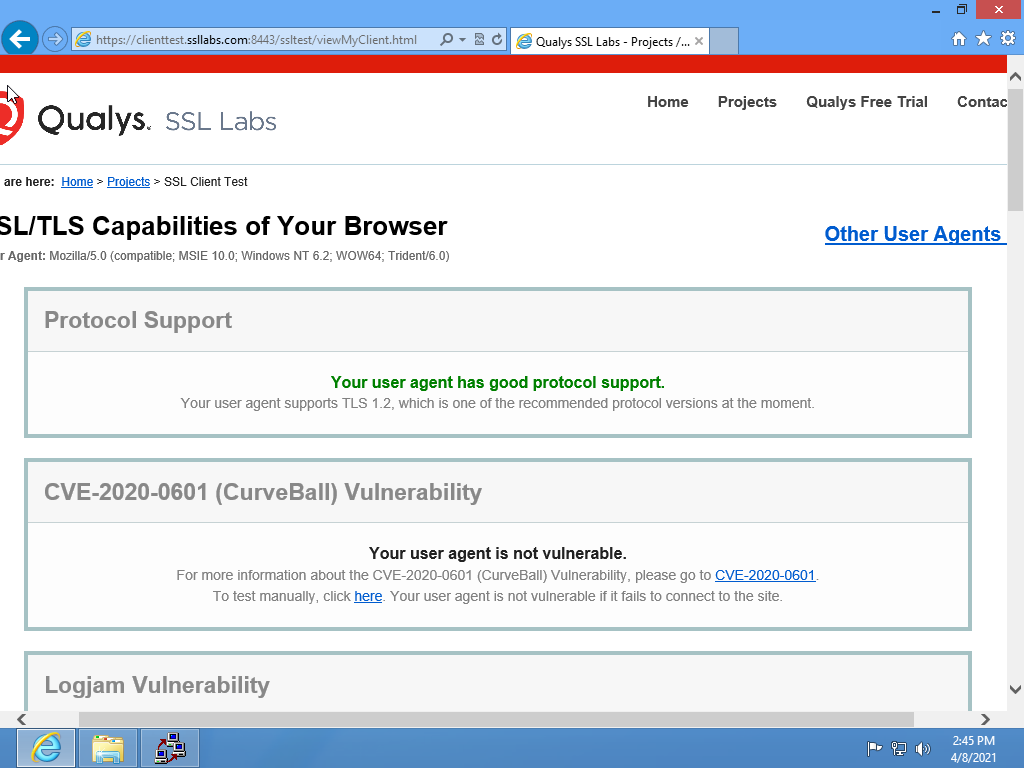 https://clienttest.ssllabs.com:8443/ssltest/viewMyClient.html
Qualys SSL Labs - Projects /...
Home Projects Qualys Free Trial Contac
Qualys. SSL Labs
are here: Home > Projects > SSL Client Test
SL/TLS Capabilities of Your Browser
Other User Agents
r Agent: Mozilla/5.0 (compatible; MSIE 10.0; Windows NT 6.2; WOW64; Trident/6.0)
Protocol Support
Your user agent has good protocol support.
Your user agent supports TLS 1.2, which is one of the recommended protocol versions at the moment.
CVE-2020-0601 (CurveBall) Vulnerability
Your user agent is not vulnerable.
For more information about the CVE-2020-0601 (CurveBall) Vulnerability, please go to CVE-2020-0601.
To test manually, click here. Your user agent is not vulnerable if it fails to connect to the site.
Logjam Vulnerability
2:45 PM
4/8/2021